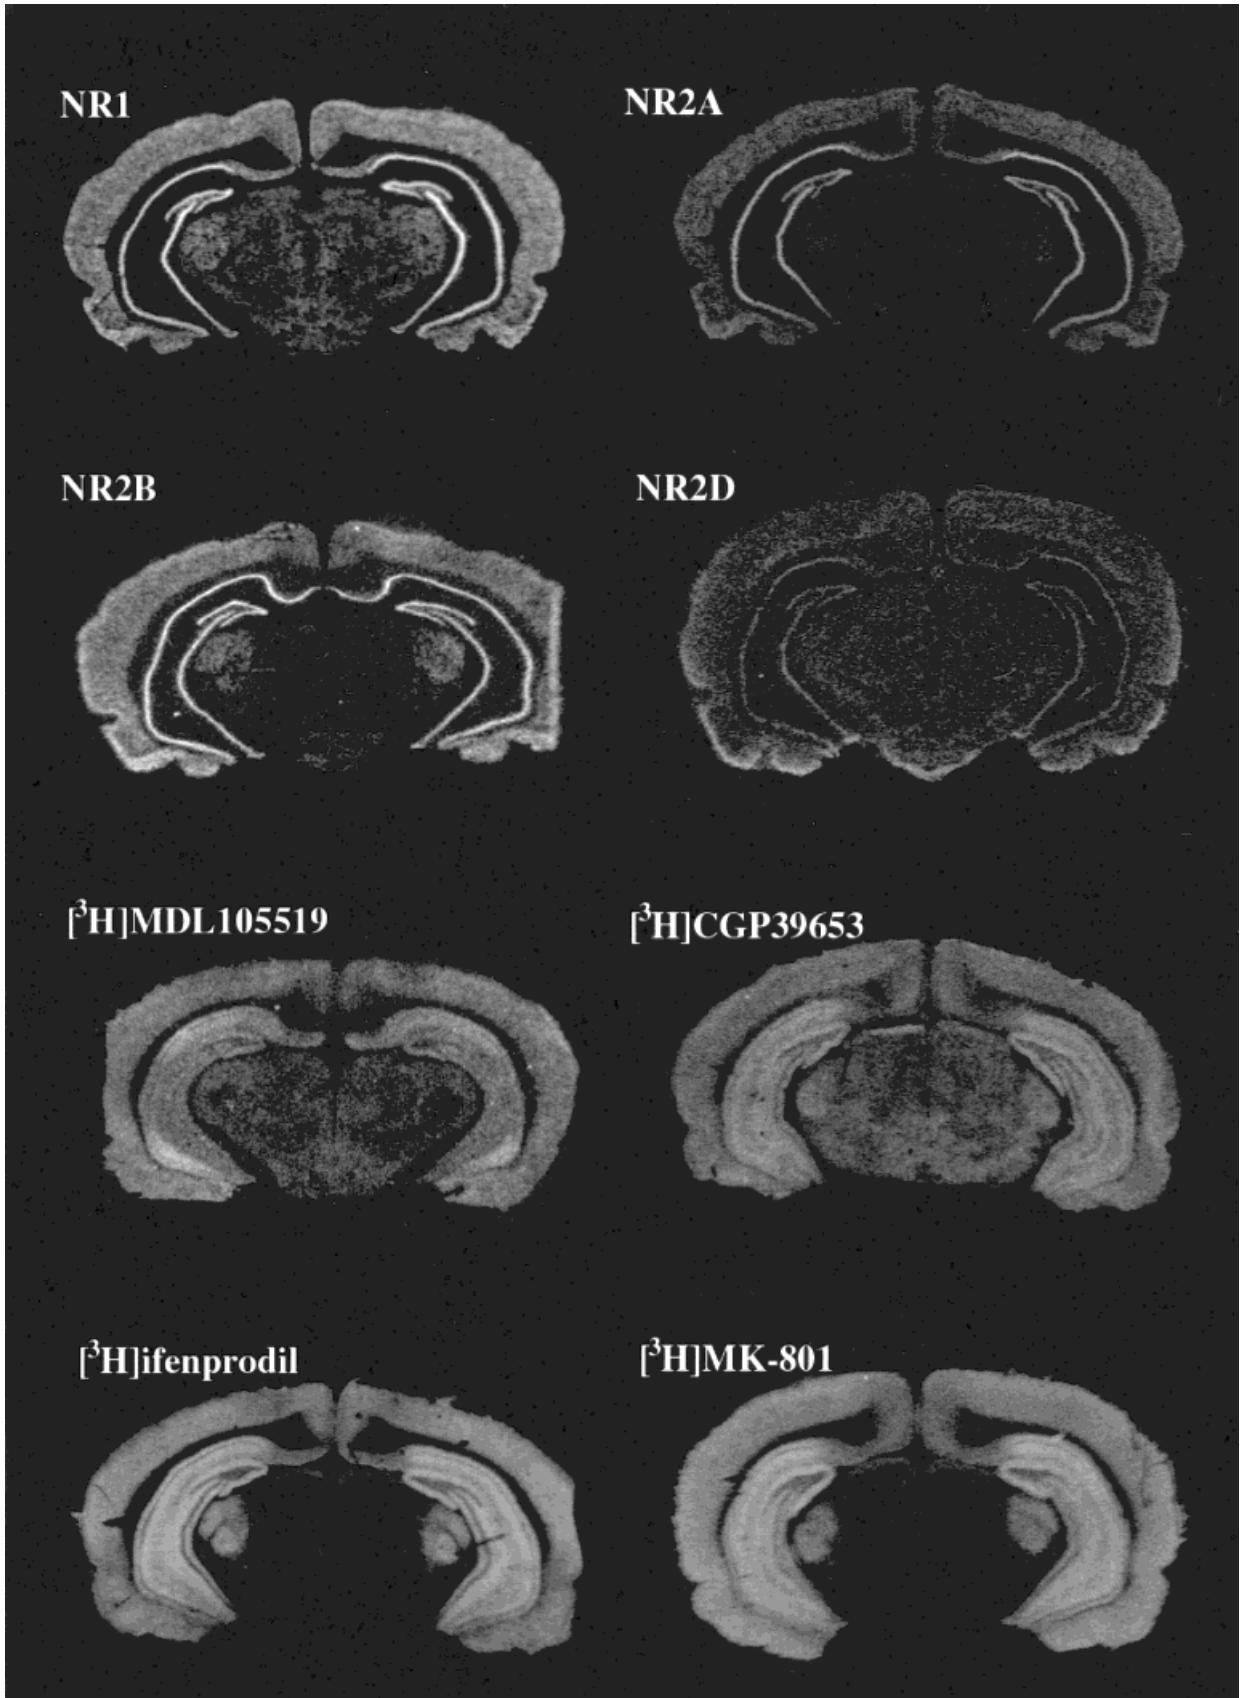 NR1
NR2A
NR2B
NR2D
[³H]MDL105519
[³H]CGP39653
[³H]ifenprodil
[³H]MK-801